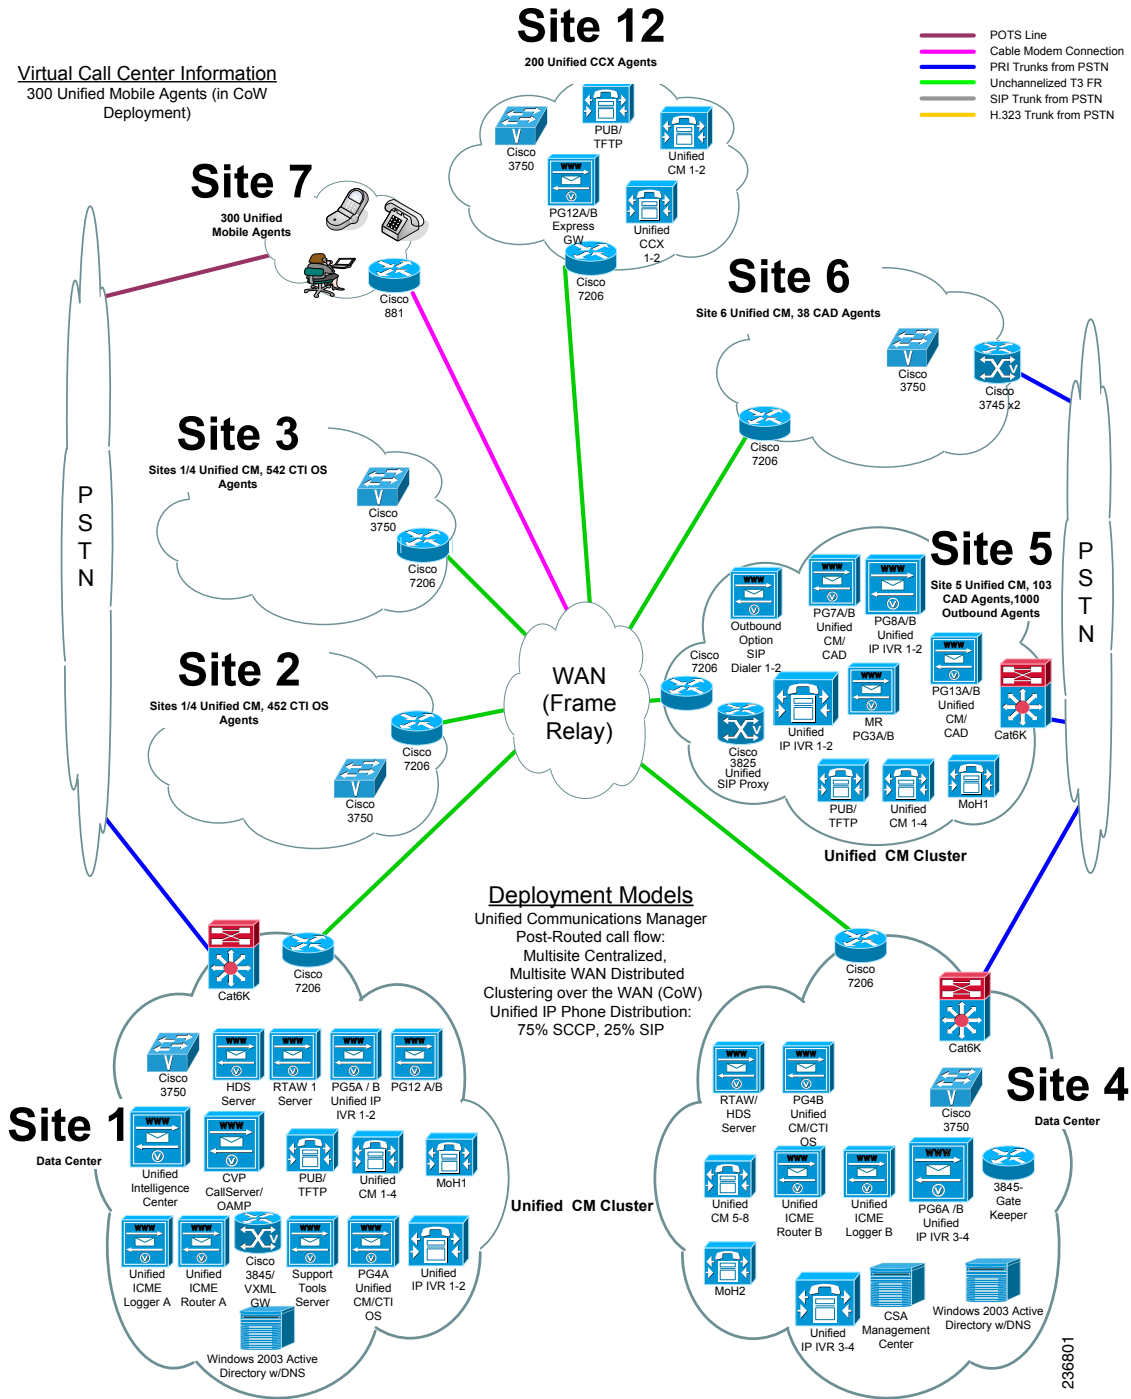 Site 12
200 Unified CCX Agents
Virtual Call Center Information
300 Unified Mobile Agents (in CoW
Deployment)
POTS Line
Cable Modem Connection
PRI Trunks from PSTN
Unchannelized T3 FR
SIP Trunk from PSTN
H.323 Trunk from PSTN
Cisco
3750
PUB/
TFTP
Unified
CM 1-2
PG12A/B
Express
GW
Unified
CCX
1-2
Cisco
7206
Site 7
300 Unified
Mobile Agents
Cisco
881
Site 6
Site 6 Unified CM, 38 CAD Agents
Cisco
3750
Cisco
3745 x2
Cisco
7206
Site 3
Sites 1/4 Unified CM, 542 CTI OS
Agents
Cisco
3750
Cisco
7206
PSTN
Site 2
Sites 1/4 Unified CM, 452 CTI OS
Agents
Cisco
7206
Cisco
3750
WAN
(Frame
Relay)
Site 5
Site 5 Unified CM, 103
CAD Agents,1000
Outbound Agents
PSTN
Outbound
Option
SIP
Dialer 1-2
PG7A/B
Unified
CM/
CAD
PG8A/B
Unified
IP IVR 1-2
Cisco
7206
PG13A/B
Unified
CM/
CAD
Cat6K
Cisco
3825
Unified
SIP Proxy
Unified
IP IVR 1-2
MR
PG3A/B
PUB/
TFTP
Unified
CM 1-4
MoH1
Unified CM Cluster
Deployment Models
Unified Communications Manager
Post-Routed call flow:
Multisite Centralized,
Multisite WAN Distributed
Clustering over the WAN (CoW)
Unified IP Phone Distribution:
75% SCCP, 25% SIP
Cat6K
Cisco
7206
Site 1
Data Center
Cisco
3750
HDS
Server
RTAW 1
Server
PG5A / B
Unified IP
IVR 1-2
PG12 A/B
Unified
Intelligence
Center
CVP
CallServer/
OAMP
PUB/
TFTP
Unified
CM 1-4
MoH1
Unified
ICME
Logger A
Unified
ICME
Router A
Cisco
3845/
VXML
GW
Support
Tools
Server
PG4A
Unified
CM/CTI
OS
Unified
IP IVR 1-2
Windows 2003 Active
Directory w/DNS
Unified CM Cluster
Cisco
7206
Cat6K
Site 4
Data Center
RTAW/
HDS
Server
PG4B
Unified
CM/CTI
OS
Cisco
3750
Unified
CM 5-8
Unified
ICME
Router B
Unified
ICME
Logger B
PG6A /B
Unified
IP IVR 3-4
3845-
Gate
Keeper
MoH2
Unified
IP IVR 3-4
CSA
Management
Center
Windows 2003 Active
Directory w/DNS
236801